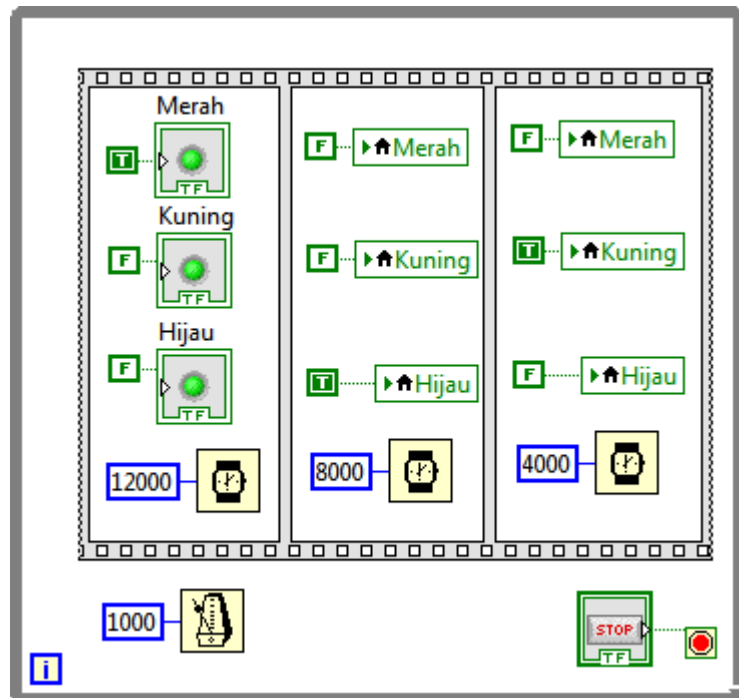 Merah
T
TF
Kuning
F
TF
Hijau
F
TF
12000
F Merah
F Kuning
T Hijau
8000
F Merah
T Kuning
F Hijau
4000
1000
STOP
TF
i